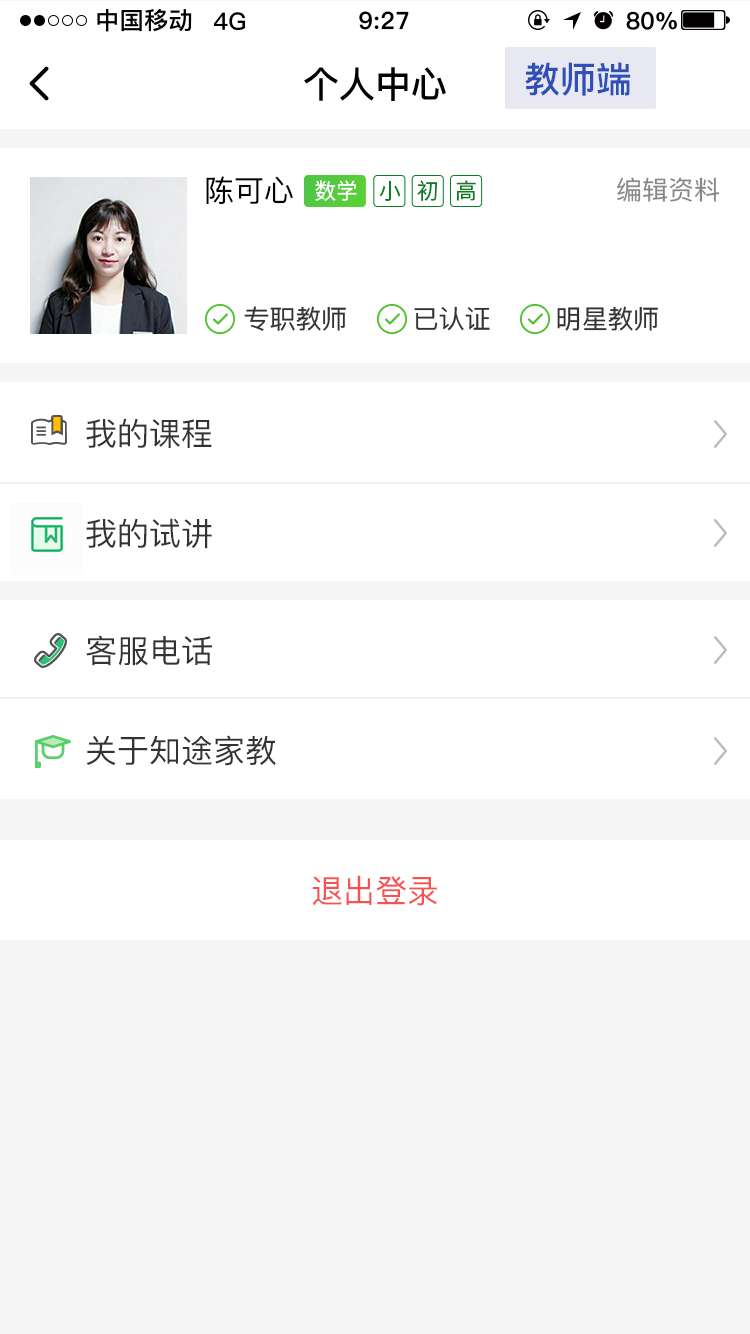 中国移动 4G 9:27 80%
个人中心 教师端
陈可心 数学 小 初 高 编辑资料
专职教师 已认证 明星教师
我的课程
我的试讲
客服电话
关于知途家教
退出登录